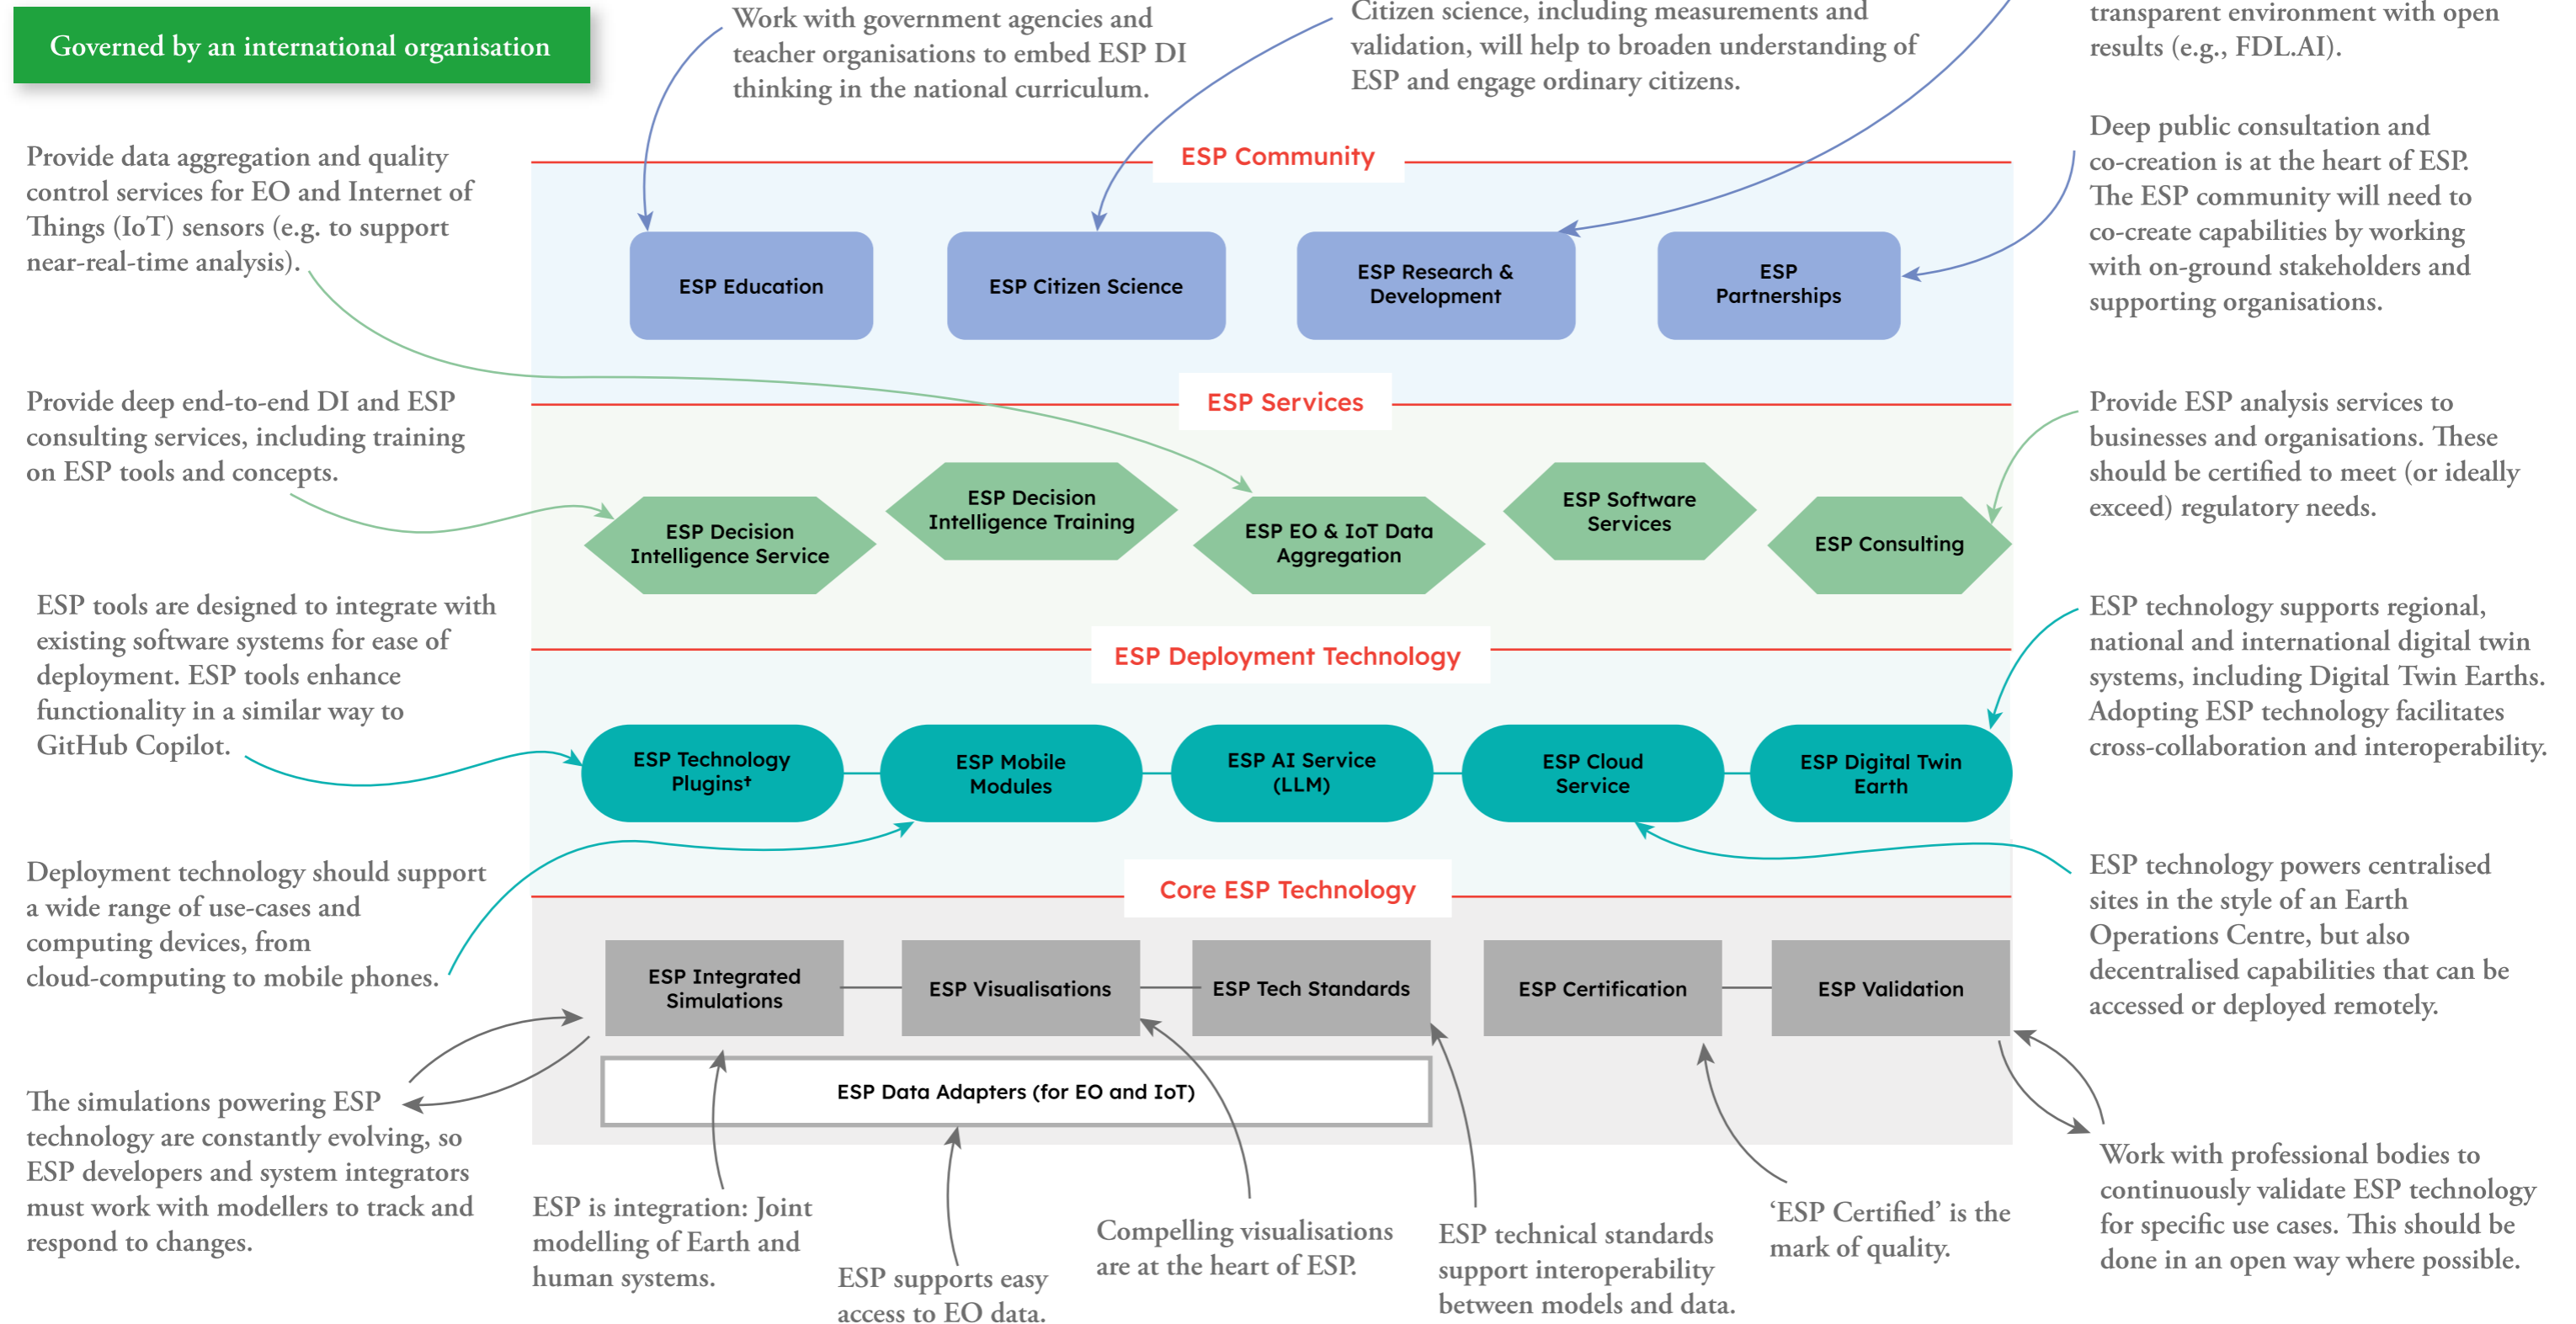 Governed by an international organisation
Work with government agencies and
teacher organisations to embed ESP DI
thinking in the national curriculum.
Citizen science, including measurements and
validation, will help to broaden understanding of
ESP and engage ordinary citizens.
transparent environment with open
results (e.g., FDL.AI).
Provide data aggregation and quality
control services for EO and Internet of
Things (IoT) sensors (e.g. to support
near-real-time analysis).
Deep public consultation and
co-creation is at the heart of ESP.
The ESP community will need to
co-create capabilities by working
with on-ground stakeholders and
supporting organisations.
ESP Community
ESP Education
ESP Citizen Science
ESP Research &
Development
ESP
Partnerships
Provide deep end-to-end DI and ESP
consulting services, including training
on ESP tools and concepts.
ESP Services
Provide ESP analysis services to
businesses and organisations. These
should be certified to meet (or ideally
exceed) regulatory needs.
ESP Decision
Intelligence Service
ESP Decision
Intelligence Training
ESP EO & IoT Data
Aggregation
ESP Software
Services
ESP Consulting
ESP tools are designed to integrate with
existing software systems for ease of
deployment. ESP tools enhance
functionality in a similar way to
GitHub Copilot.
ESP Deployment Technology
ESP technology supports regional,
national and international digital twin
systems, including Digital Twin Earths.
Adopting ESP technology facilitates
cross-collaboration and interoperability.
ESP Technology
Plugins†
ESP Mobile
Modules
ESP AI Service
(LLM)
ESP Cloud
Service
ESP Digital Twin
Earth
Deployment technology should support
a wide range of use-cases and
computing devices, from
cloud-computing to mobile phones.
Core ESP Technology
ESP technology powers centralised
sites in the style of an Earth
Operations Centre, but also
decentralised capabilities that can be
accessed or deployed remotely.
ESP Integrated
Simulations
ESP Visualisations
ESP Tech Standards
ESP Certification
ESP Validation
ESP Data Adapters (for EO and IoT)
The simulations powering ESP
technology are constantly evolving, so
ESP developers and system integrators
must work with modellers to track and
respond to changes.
ESP is integration: Joint
modelling of Earth and
human systems.
ESP supports easy
access to EO data.
Compelling visualisations
are at the heart of ESP.
ESP technical standards
support interoperability
between models and data.
‘ESP Certified’ is the
mark of quality.
Work with professional bodies to
continuously validate ESP technology
for specific use cases. This should be
done in an open way where possible.